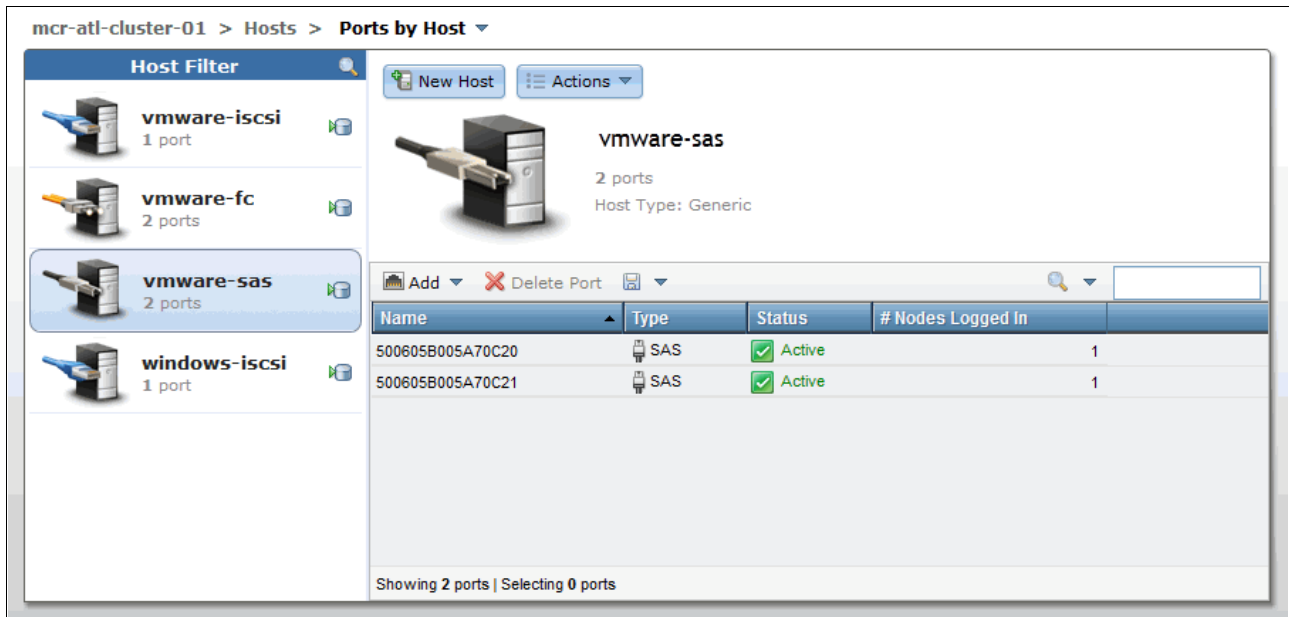 mcr-atl-cluster-01 > Hosts > Ports by Host
Host Filter
vmware-iscsi
1 port
vmware-fc
2 ports
vmware-sas
2 ports
windows-iscsi
1 port
New Host Actions
vmware-sas
2 ports
Host Type: Generic
Add Delete Port
Name Type Status # Nodes Logged In
500605B005A70C20 SAS Active 1
500605B005A70C21 SAS Active 1
Showing 2 ports | Selecting 0 ports